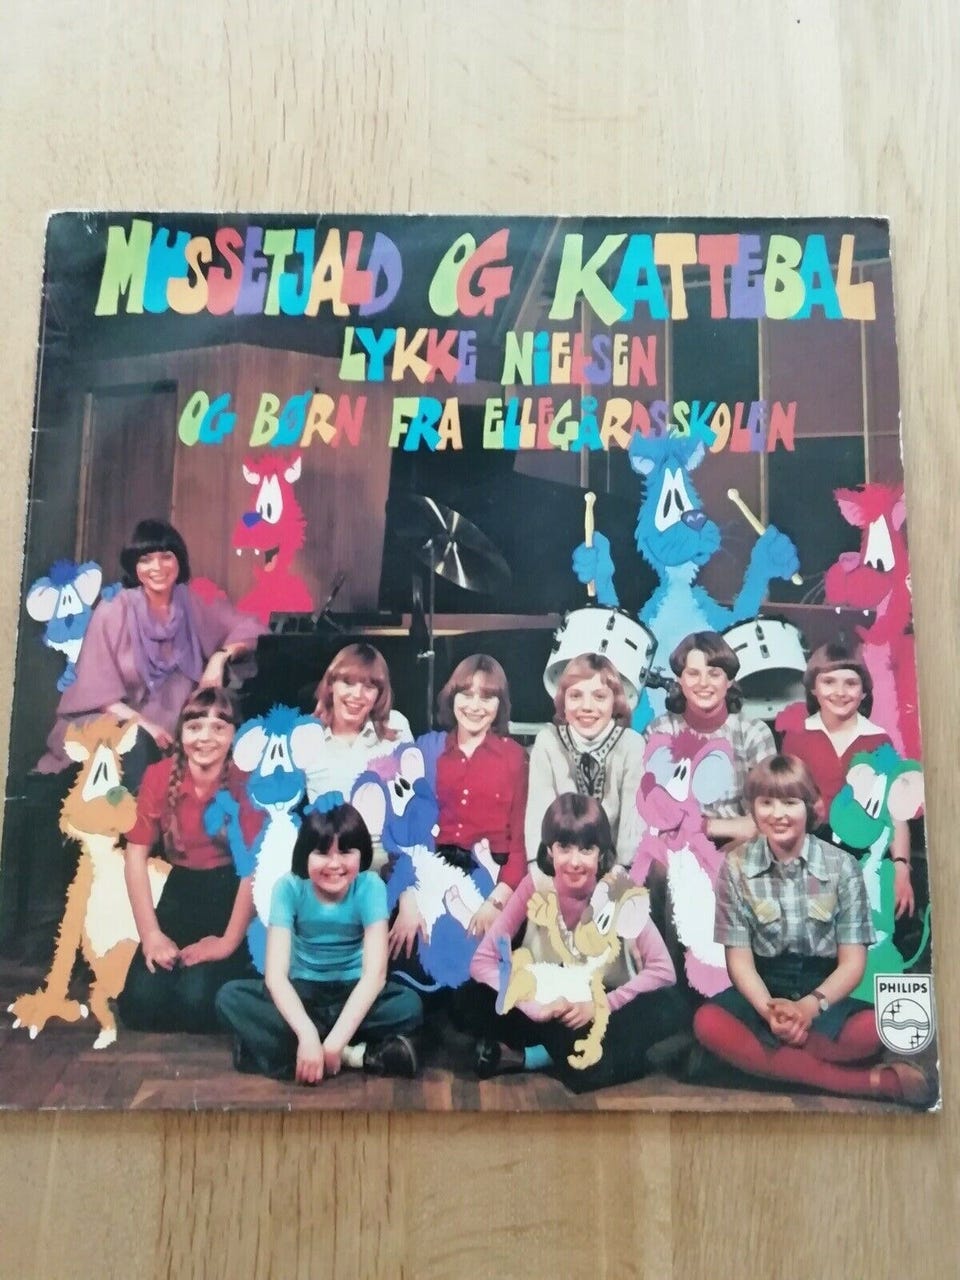 MUSSETJALD OG KATTEBAL
LYKKE NiELSEN
OG BØRN FRA ELLEGÅRDSSKOLEN
PHILIPS